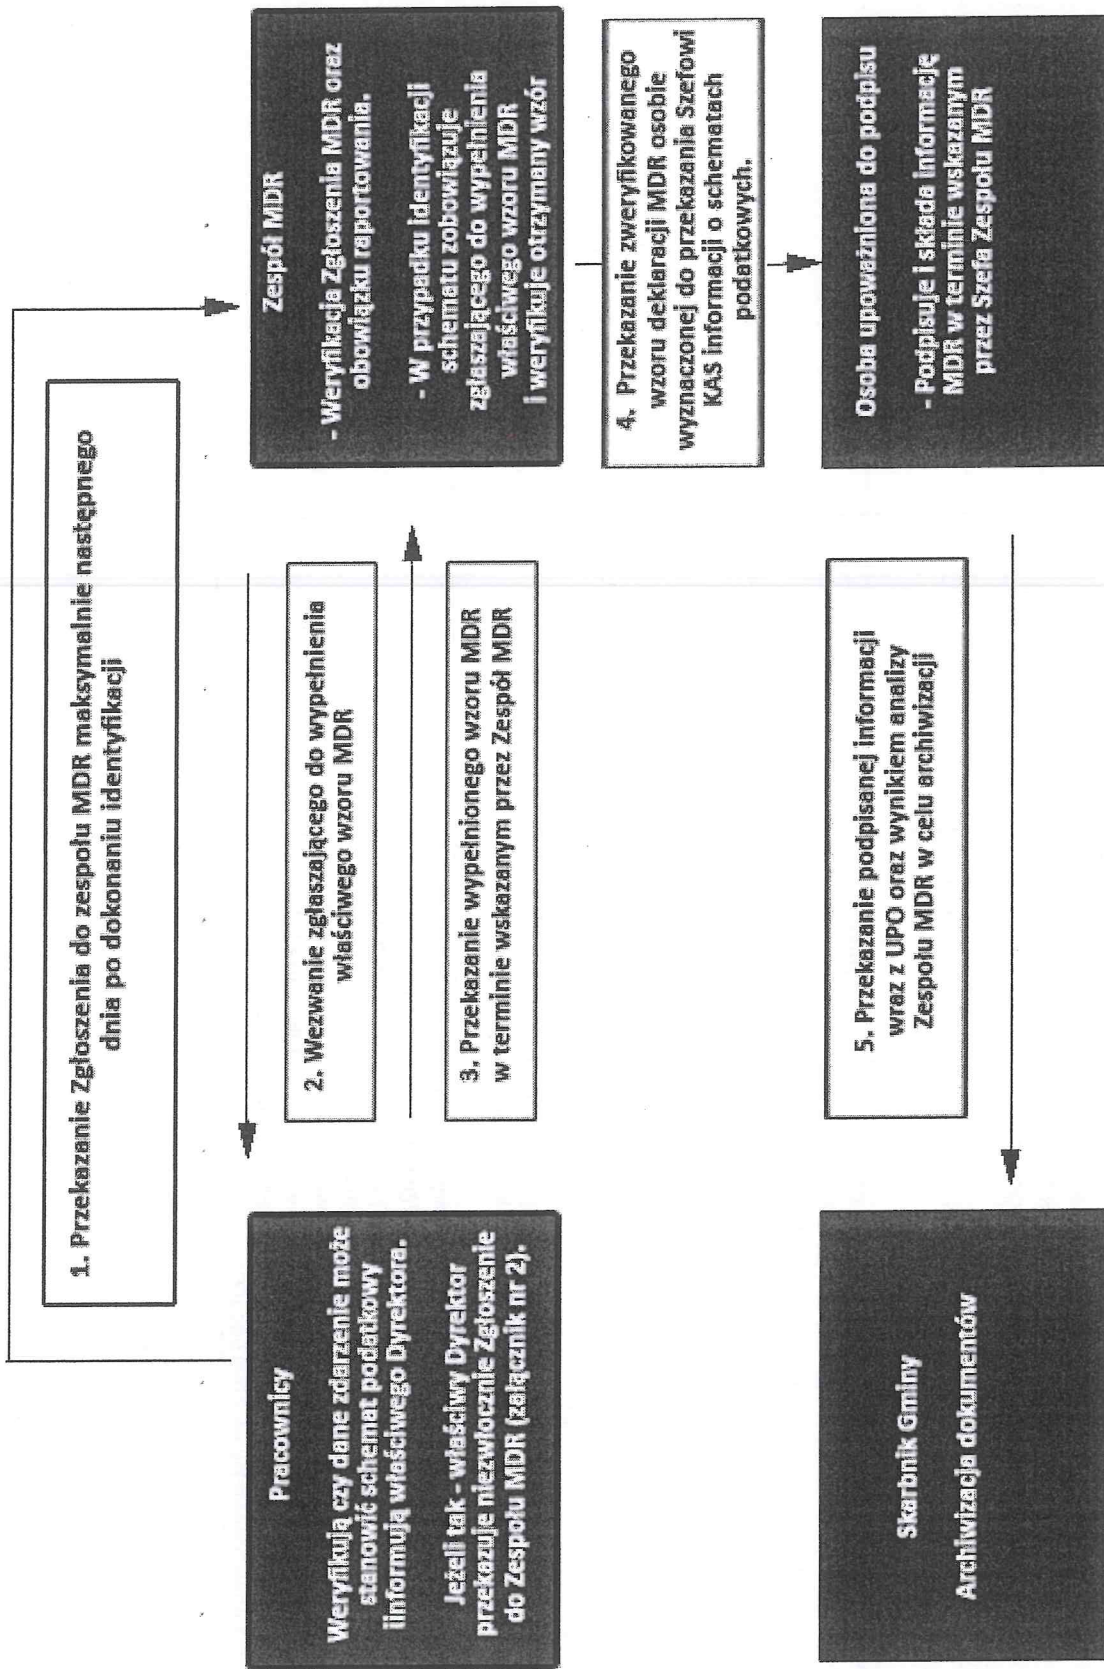 1. Przekazanie Zgłoszenia do zespołu MDR maksymalnie następnego
dnia po dokonaniu identyfikacji
Pracownicy
Weryfikują czy dane zdarzenie może
stanowić schemat podatkowy
iinformują właściwego Dyrektora.
Jeżeli tak - właściwy Dyrektor
przekazuje niezwłocznie Zgłoszenie
do Zespołu MDR (załącznik nr 2).
2. Wezwanie zgłaszającego do wypełnienia
właściwego wzoru MDR
3. Przekazanie wypełnionego wzoru MDR
w terminie wskazanym przez Zespół MDR
Zespół MDR
- Weryfikacja Zgłoszenia MDR oraz
obowiązku raportowania.
- W przypadku identyfikacji
schematu zobowiązuje
zgłaszającego do wypełnienia
właściwego wzoru MDR
i weryfikuje otrzymany wzór
4. Przekazanie zweryfikowanego
wzoru deklaracji MDR osobie
wyznaczonej do przekazania Szefowi
KAS informacji o schematach
podatkowych.
Osoba upoważniona do podpisu
- Podpisuje i składa informację
MDR w terminie wskazanym
przez Szefa Zespołu MDR
5. Przekazanie podpisanej informacji
wraz z UPO oraz wynikiem analizy
Zespołu MDR w celu archiwizacji
Skarbnik Gminy
Archiwizacja dokumentów